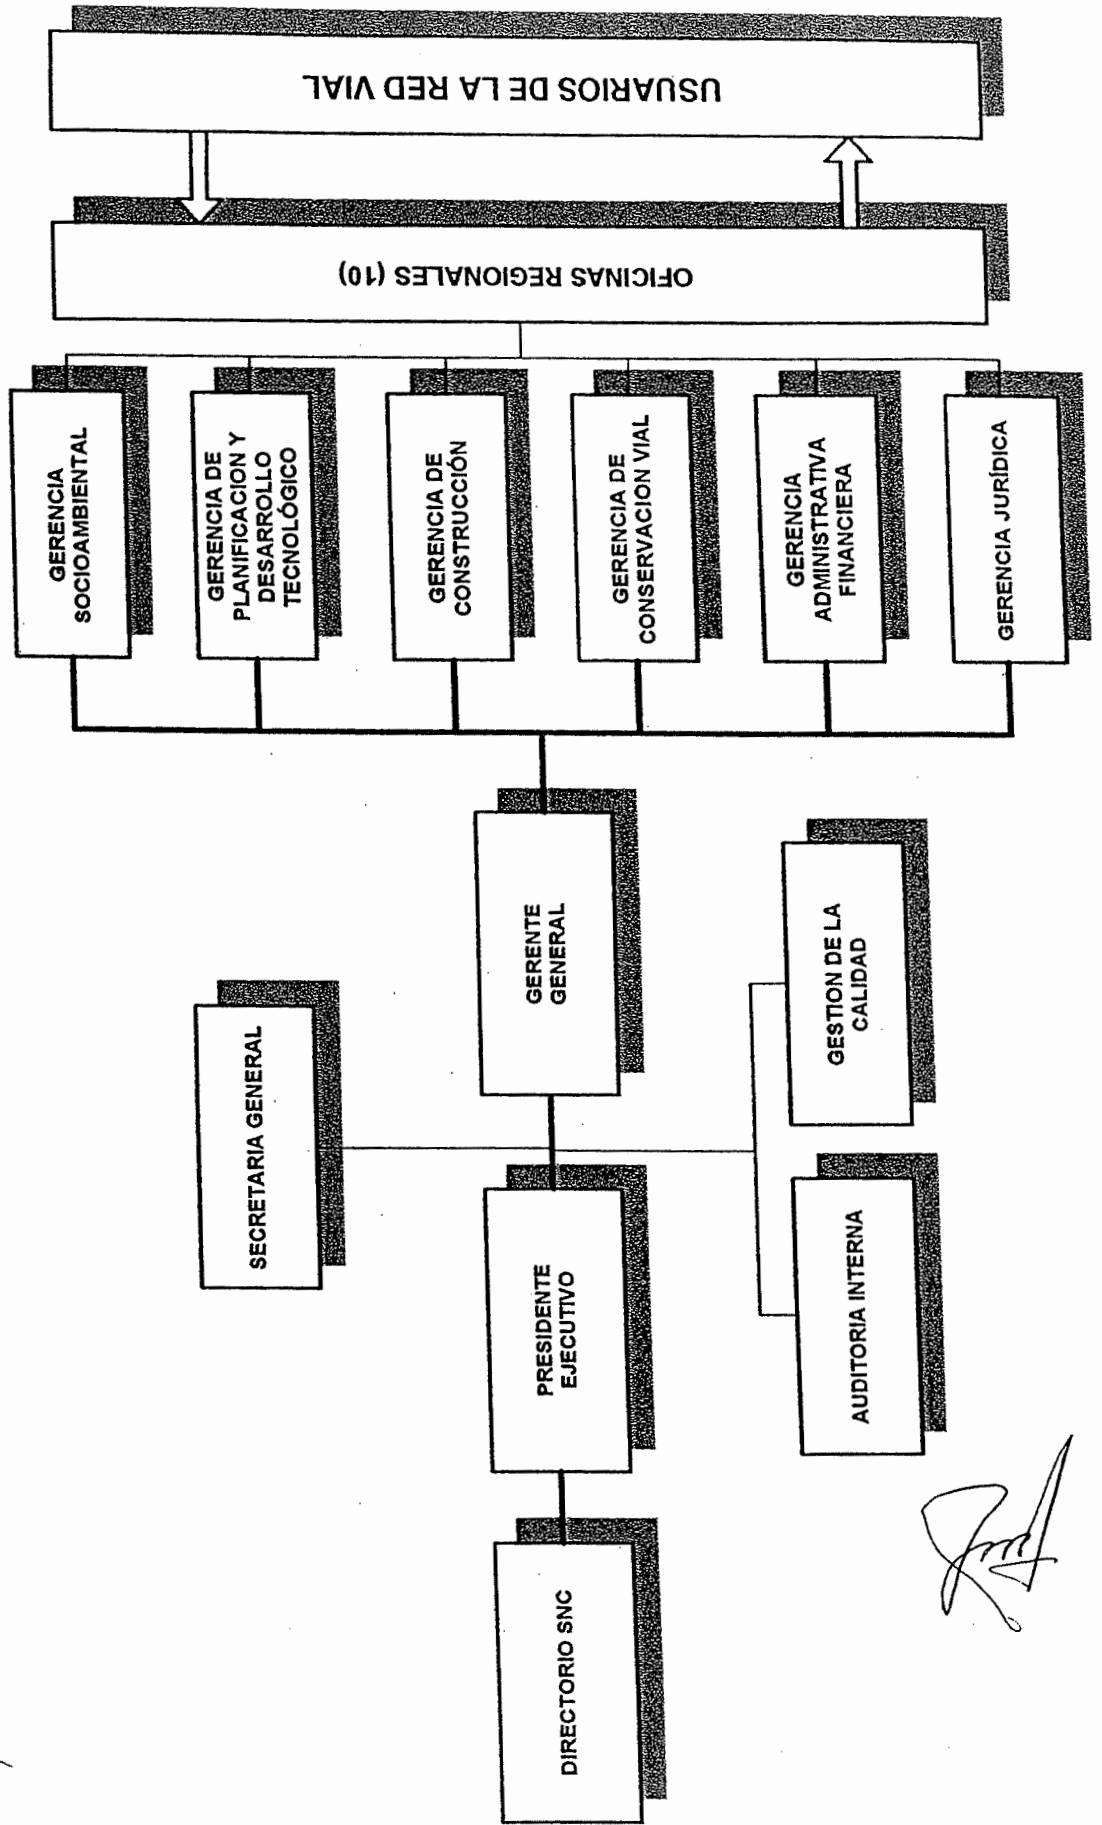 DIRECTORIO SNC
PRESIDENTE
EJECUTIVO
SECRETARIA GENERAL
AUDITORIA INTERNA
GESTION DE LA
CALIDAD
GERENTE
GENERAL
GERENCIA
SOCIOAMBIENTAL
GERENCIA DE
PLANIFICACION Y
DESARROLLO
TECNOLÓGICO
GERENCIA DE
CONSTRUCCIÓN
GERENCIA DE
CONSERVACION VIAL
GERENCIA
ADMINISTRATIVA
FINANCIERA
GERENCIA JURÍDICA
OFICINAS REGIONALES (10)
USUARIOS DE LA RED VIAL